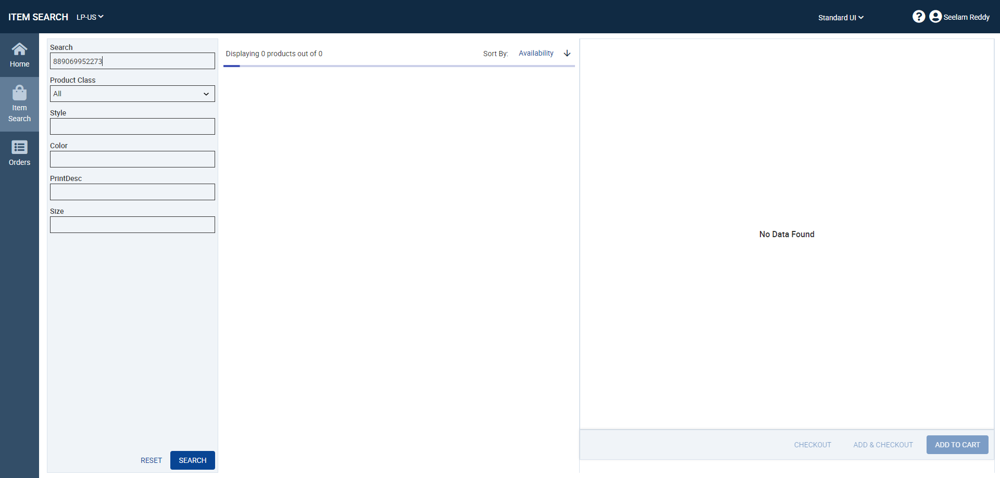 ITEM SEARCH
LP-US
Standard UI
?
Seelam Reddy
Home
Item
Search
Orders
Search
889069952273
Product Class
All
Style
Color
PrintDesc
Size
RESET
SEARCH
Displaying 0 products out of 0
Sort By:
Availability
No Data Found
CHECKOUT
ADD & CHECKOUT
ADD TO CART